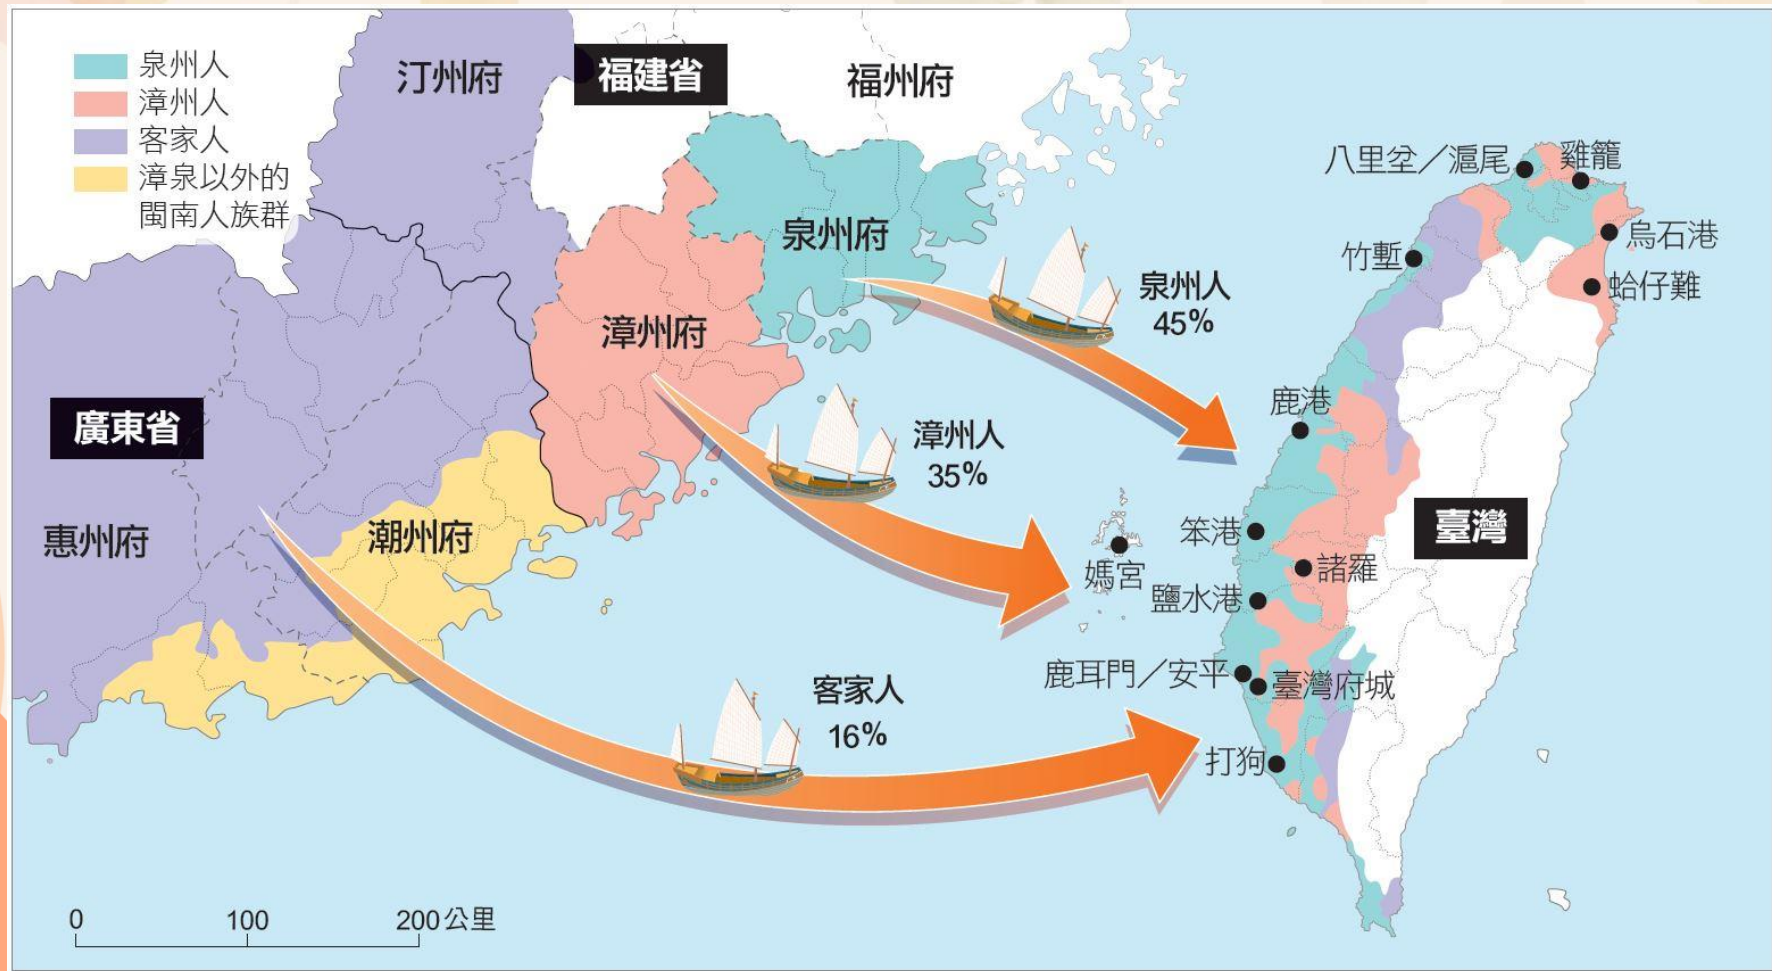 泉州人
漳州人
客家人
漳泉以外的
閩南人族群
汀州府
福建省
福州府
泉州府
漳州府
廣東省
惠州府
潮州府
泉州人
45%
漳州人
35%
客家人
16%
八里坌／滬尾
雞籠
烏石港
竹塹
蛤仔難
鹿港
笨港
臺灣
媽宮
諸羅
鹽水港
鹿耳門／安平
臺灣府城
打狗
0
100
200公里